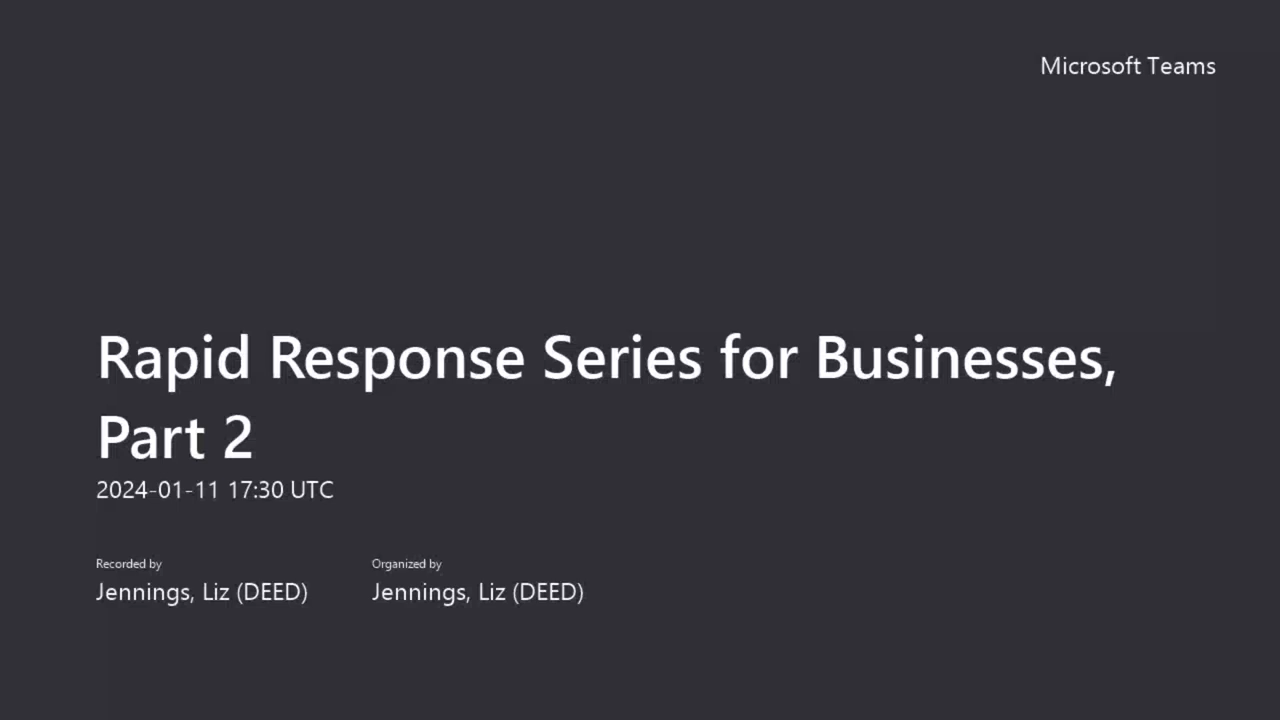 Microsoft Teams
Rapid Response Series for Businesses,
Part 2
2024-01-11 17:30 UTC
Recorded by
Organized by
Jennings, Liz (DEED)
Jennings, Liz (DEED)